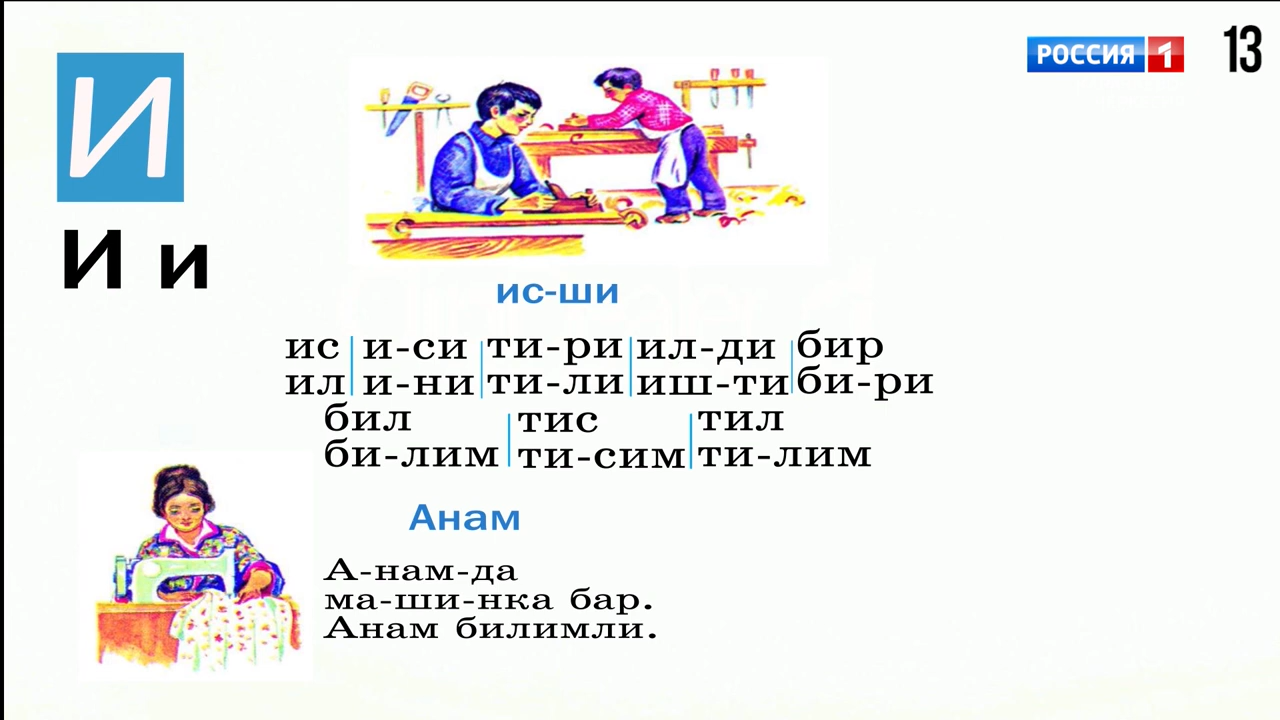 РОССИЯ 1
13
И
И и
ис-ши
ис и-си ти-ри ил-ди бир
ил и-ни ти-ли иш-ти би-ри
бил тис тил
би-лим ти-сим ти-лим
Анам
А-нам-да
ма-ши-нка бар.
Анам билимли.